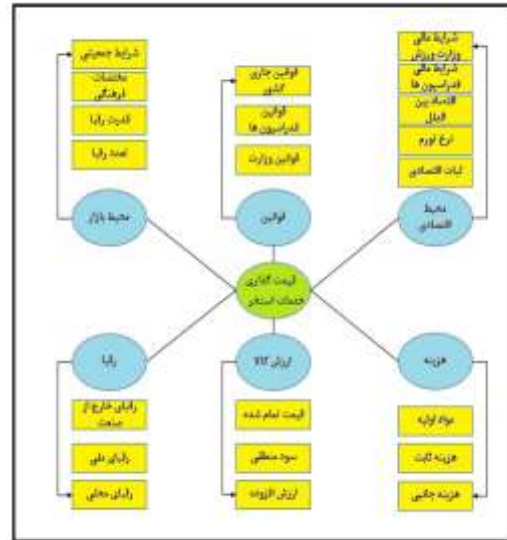 شرایط مالی
وزارت ورزش
شرایط مالی
فدراسیون ها
اقتصاد بین
الملل
نرخ تورم
ثبات اقتصادی
محیط
اقتصادی
قوانین جاری
کشور
قوانین
فدراسیون ها
قوانین وزارت
قوانین
شرایط جمعیتی
مختصات
فرهنگی
قدرت رقبا
تعدد رقبا
محیط بازار
قیمت گذاری
خدمات استخر
هزینه
مواد اولیه
هزینه ثابت
هزینه جانبی
ارزش کالا
قیمت تمام شده
سود منطقی
ارزش افزوده
رقبا
رقبای خارج از
صنعت
رقبای ملی
رقبای محلی